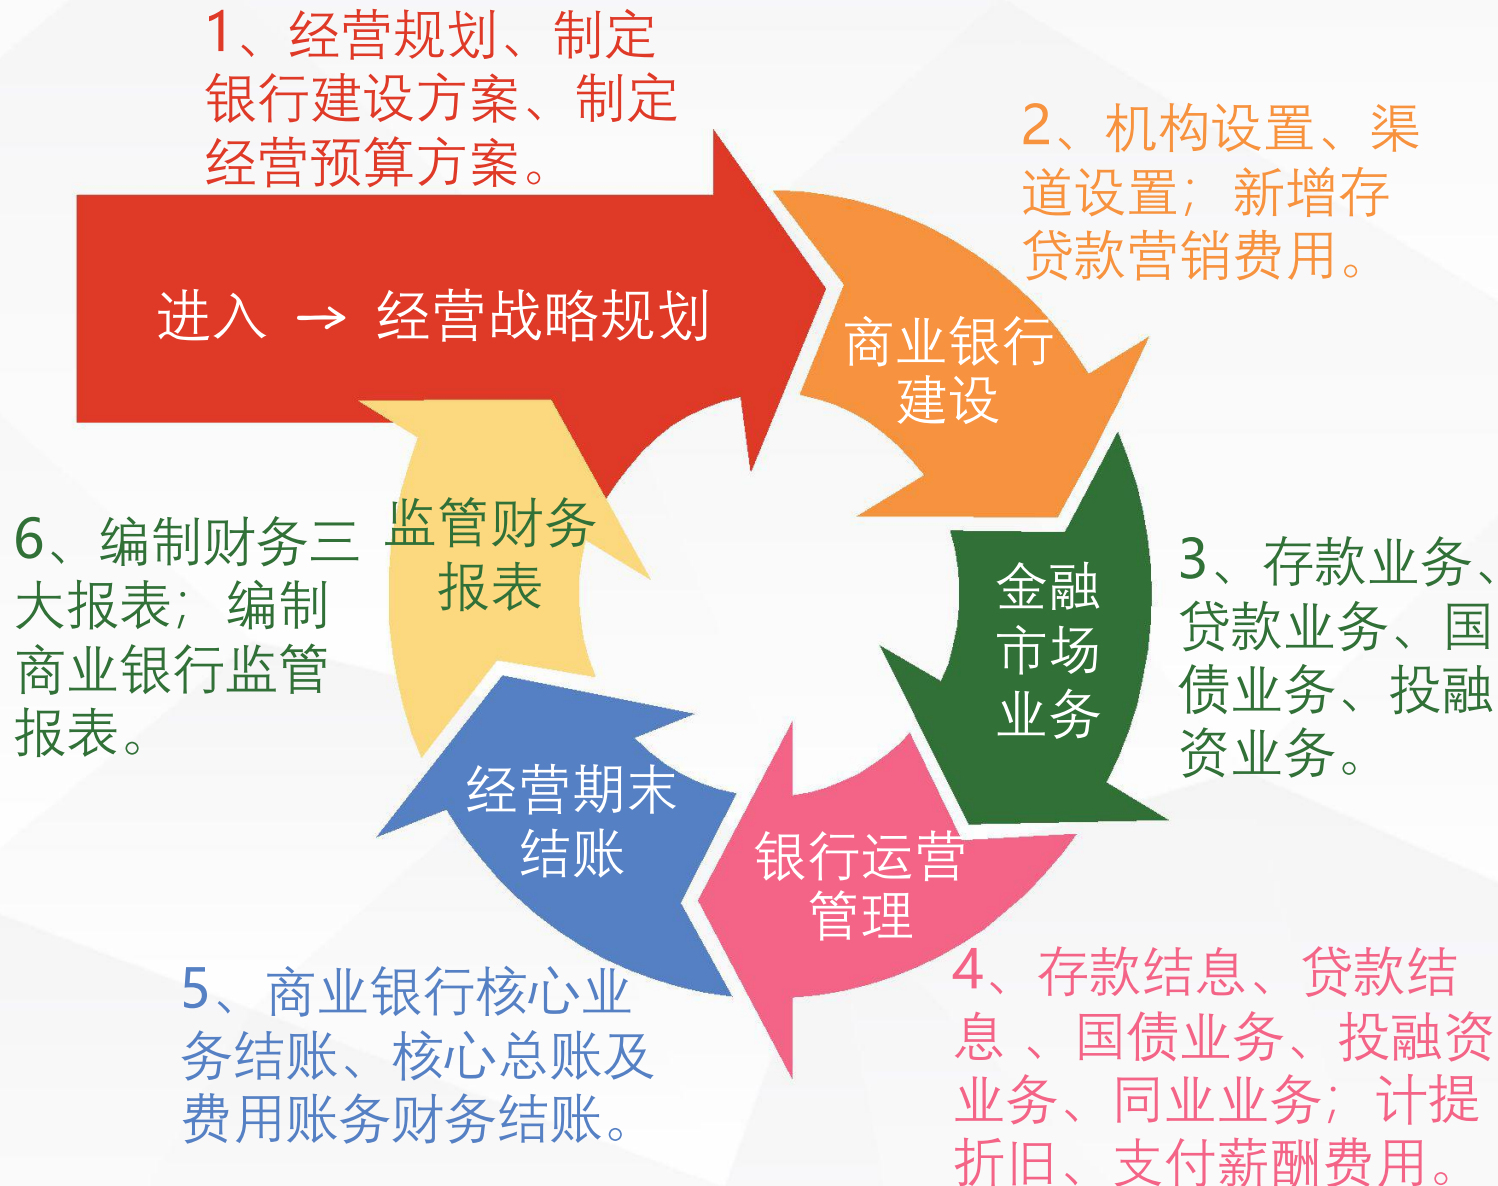 1、经营规划、制定
银行建设方案、制定
经营预算方案。
进入 → 经营战略规划
2、机构设置、渠
道设置；新增存
贷款营销费用。
商业银行
建设
3、存款业务、
贷款业务、国
债业务、投融
资业务。
金融
市场
业务
4、存款结息、贷款结
息 、国债业务、投融资
业务、同业业务；计提
折旧、支付薪酬费用。
银行运营
管理
5、商业银行核心业
务结账、核心总账及
费用账务财务结账。
经营期末
结账
6、编制财务三
大报表；编制
商业银行监管
报表。
监管财务
报表